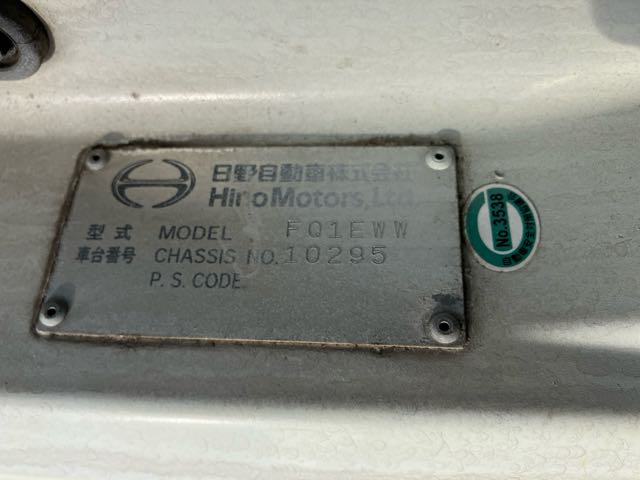 日野自動車株式会社
Hino Motors, Ltd.
型式 MODEL FQ1EWW
車台番号 CHASSIS NO. 10295
P. S. CODE.
No.3538